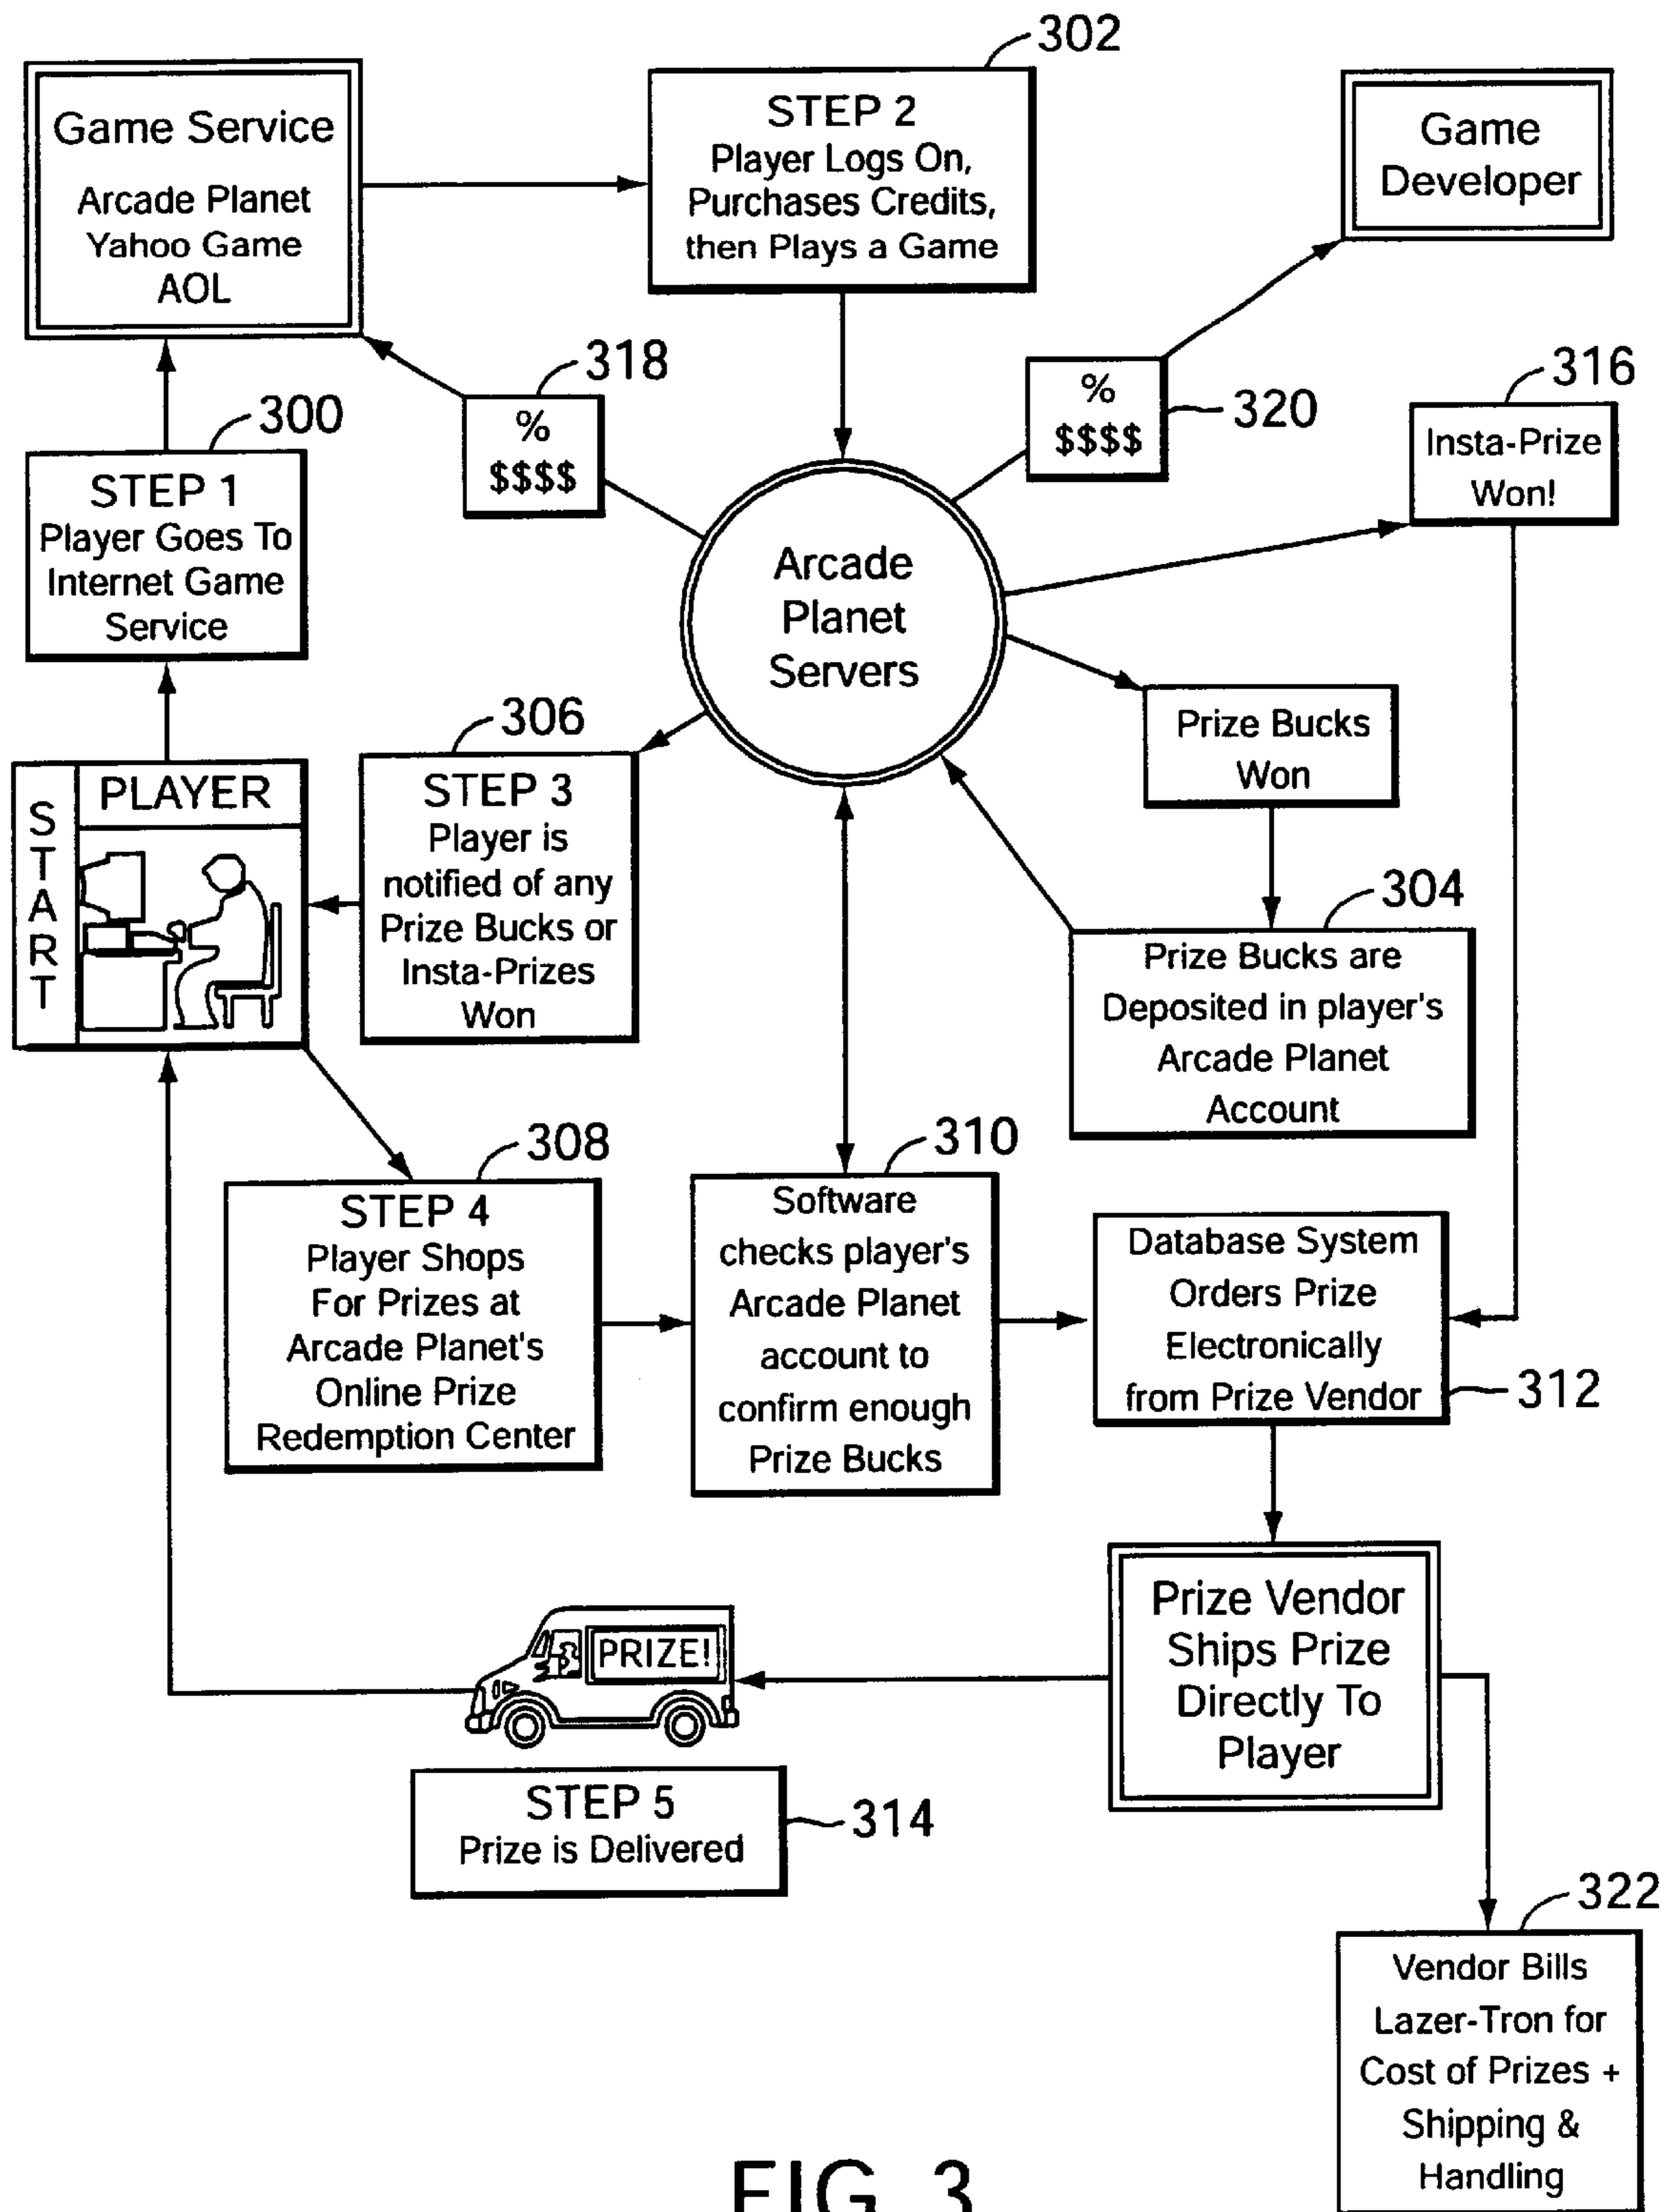 302
Game Service
Arcade Planet
Yahoo Game
AOL
STEP 2
Player Logs On,
Purchases Credits,
then Plays a Game
Game
Developer
318
%
$$$$
320
%
$$$$
316
Insta-Prize
Won!
300
STEP 1
Player Goes To
Internet Game
Service
Arcade
Planet
Servers
Prize Bucks
Won
306
STEP 3
Player is
notified of any
Prize Bucks or
Insta-Prizes
Won
START
PLAYER
304
Prize Bucks are
Deposited in player's
Arcade Planet
Account
308
STEP 4
Player Shops
For Prizes at
Arcade Planet's
Online Prize
Redemption Center
310
Software
checks player's
Arcade Planet
account to
confirm enough
Prize Bucks
Database System
Orders Prize
Electronically
from Prize Vendor
312
PRIZE!
Prize Vendor
Ships Prize
Directly To
Player
STEP 5
Prize is Delivered
314
322
Vendor Bills
Lazer-Tron for
Cost of Prizes +
Shipping &
Handling
FIG. 3